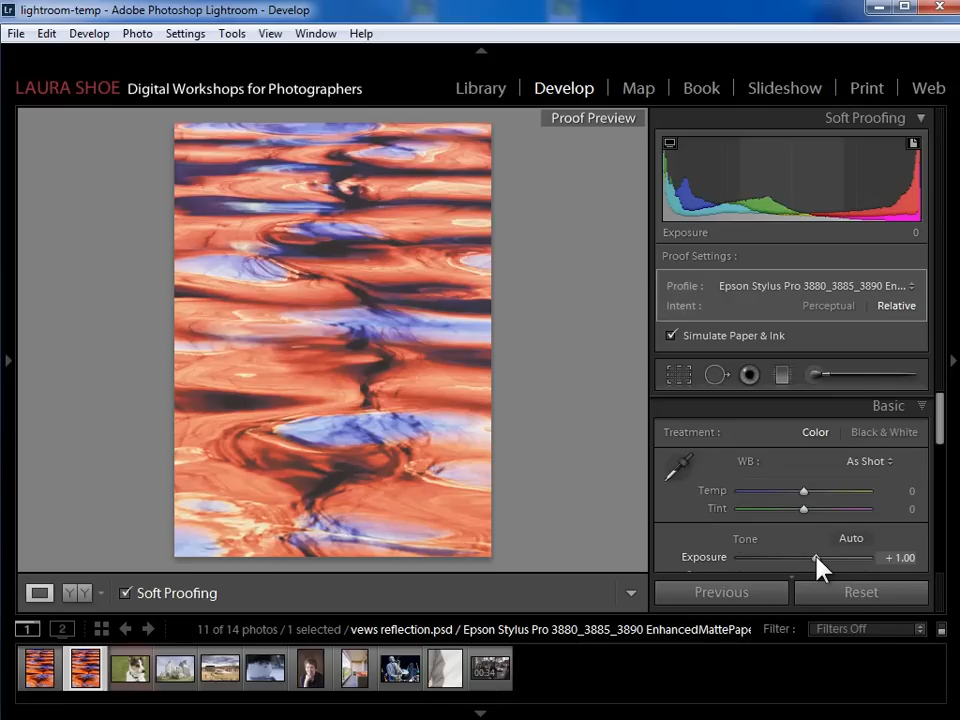 lightroom-temp - Adobe Photoshop Lightroom - Develop
File Edit Develop Photo Settings Tools View Window Help
LAURA SHOE Digital Workshops for Photographers
Library | Develop | Map | Book | Slideshow | Print | Web
Proof Preview
Soft Proofing
Exposure 0
Proof Settings :
Profile : Epson Stylus Pro 3880_3885_3890 En...
Intent : Perceptual | Relative
Simulate Paper & Ink
Basic
Treatment : Color | Black & White
WB : As Shot
Temp 0
Tint 0
Tone Auto
Exposure + 1.00
Previous Reset
Soft Proofing
1 2 11 of 14 photos / 1 selected / vews reflection.psd / Epson Stylus Pro 3880_3885_3890 EnhancedMattePape Filter : Filters Off
00:34